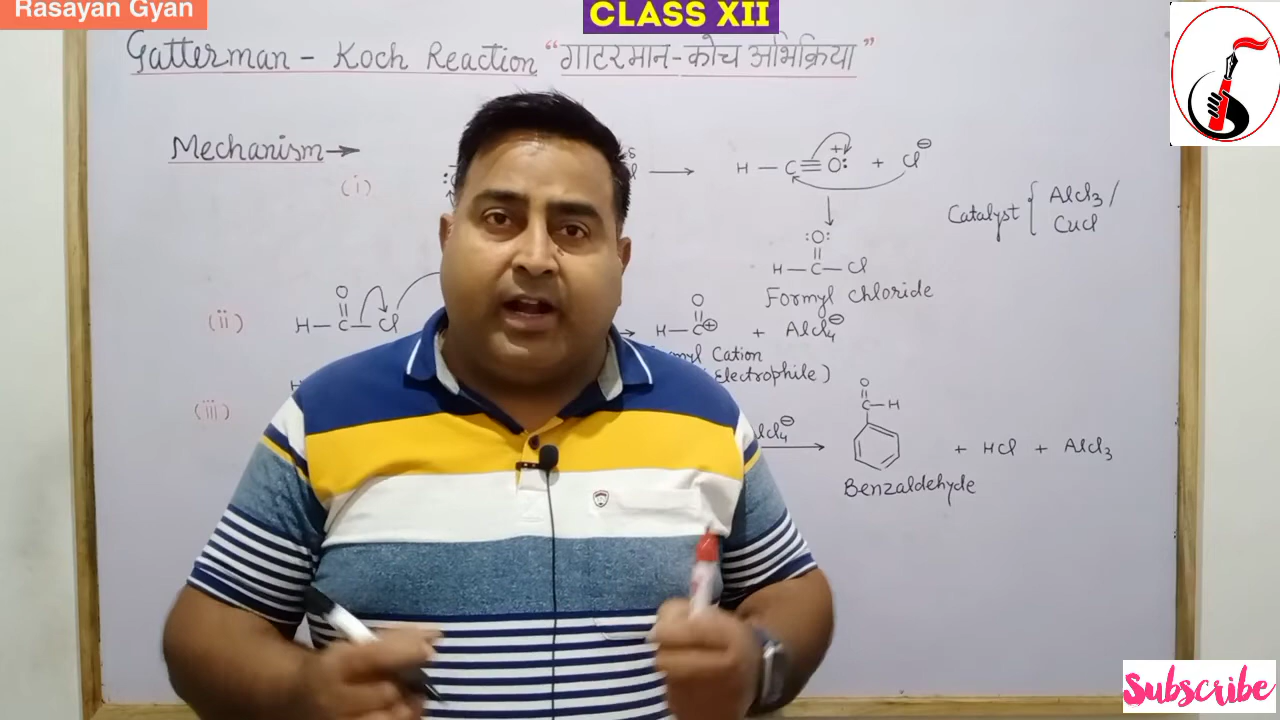 Rasayan Gyan
CLASS XII
Gatterman - Koch Reaction "गाटरमान-कोच अभिक्रिया"
Mechanism →
(i)
→ H — C ≡ O: + Cl⊖
+
Catalyst { AlCl3 /
CuCl
:O:
H — C — Cl
Formyl chloride
(ii)
O
H — C — Cl
O
→ H — C⊕ + AlCl4⊖
Cation
Electrophile)
(iii)
H
→
O
C — H
+ HCl + AlCl3
Benzaldehyde
Subscribe